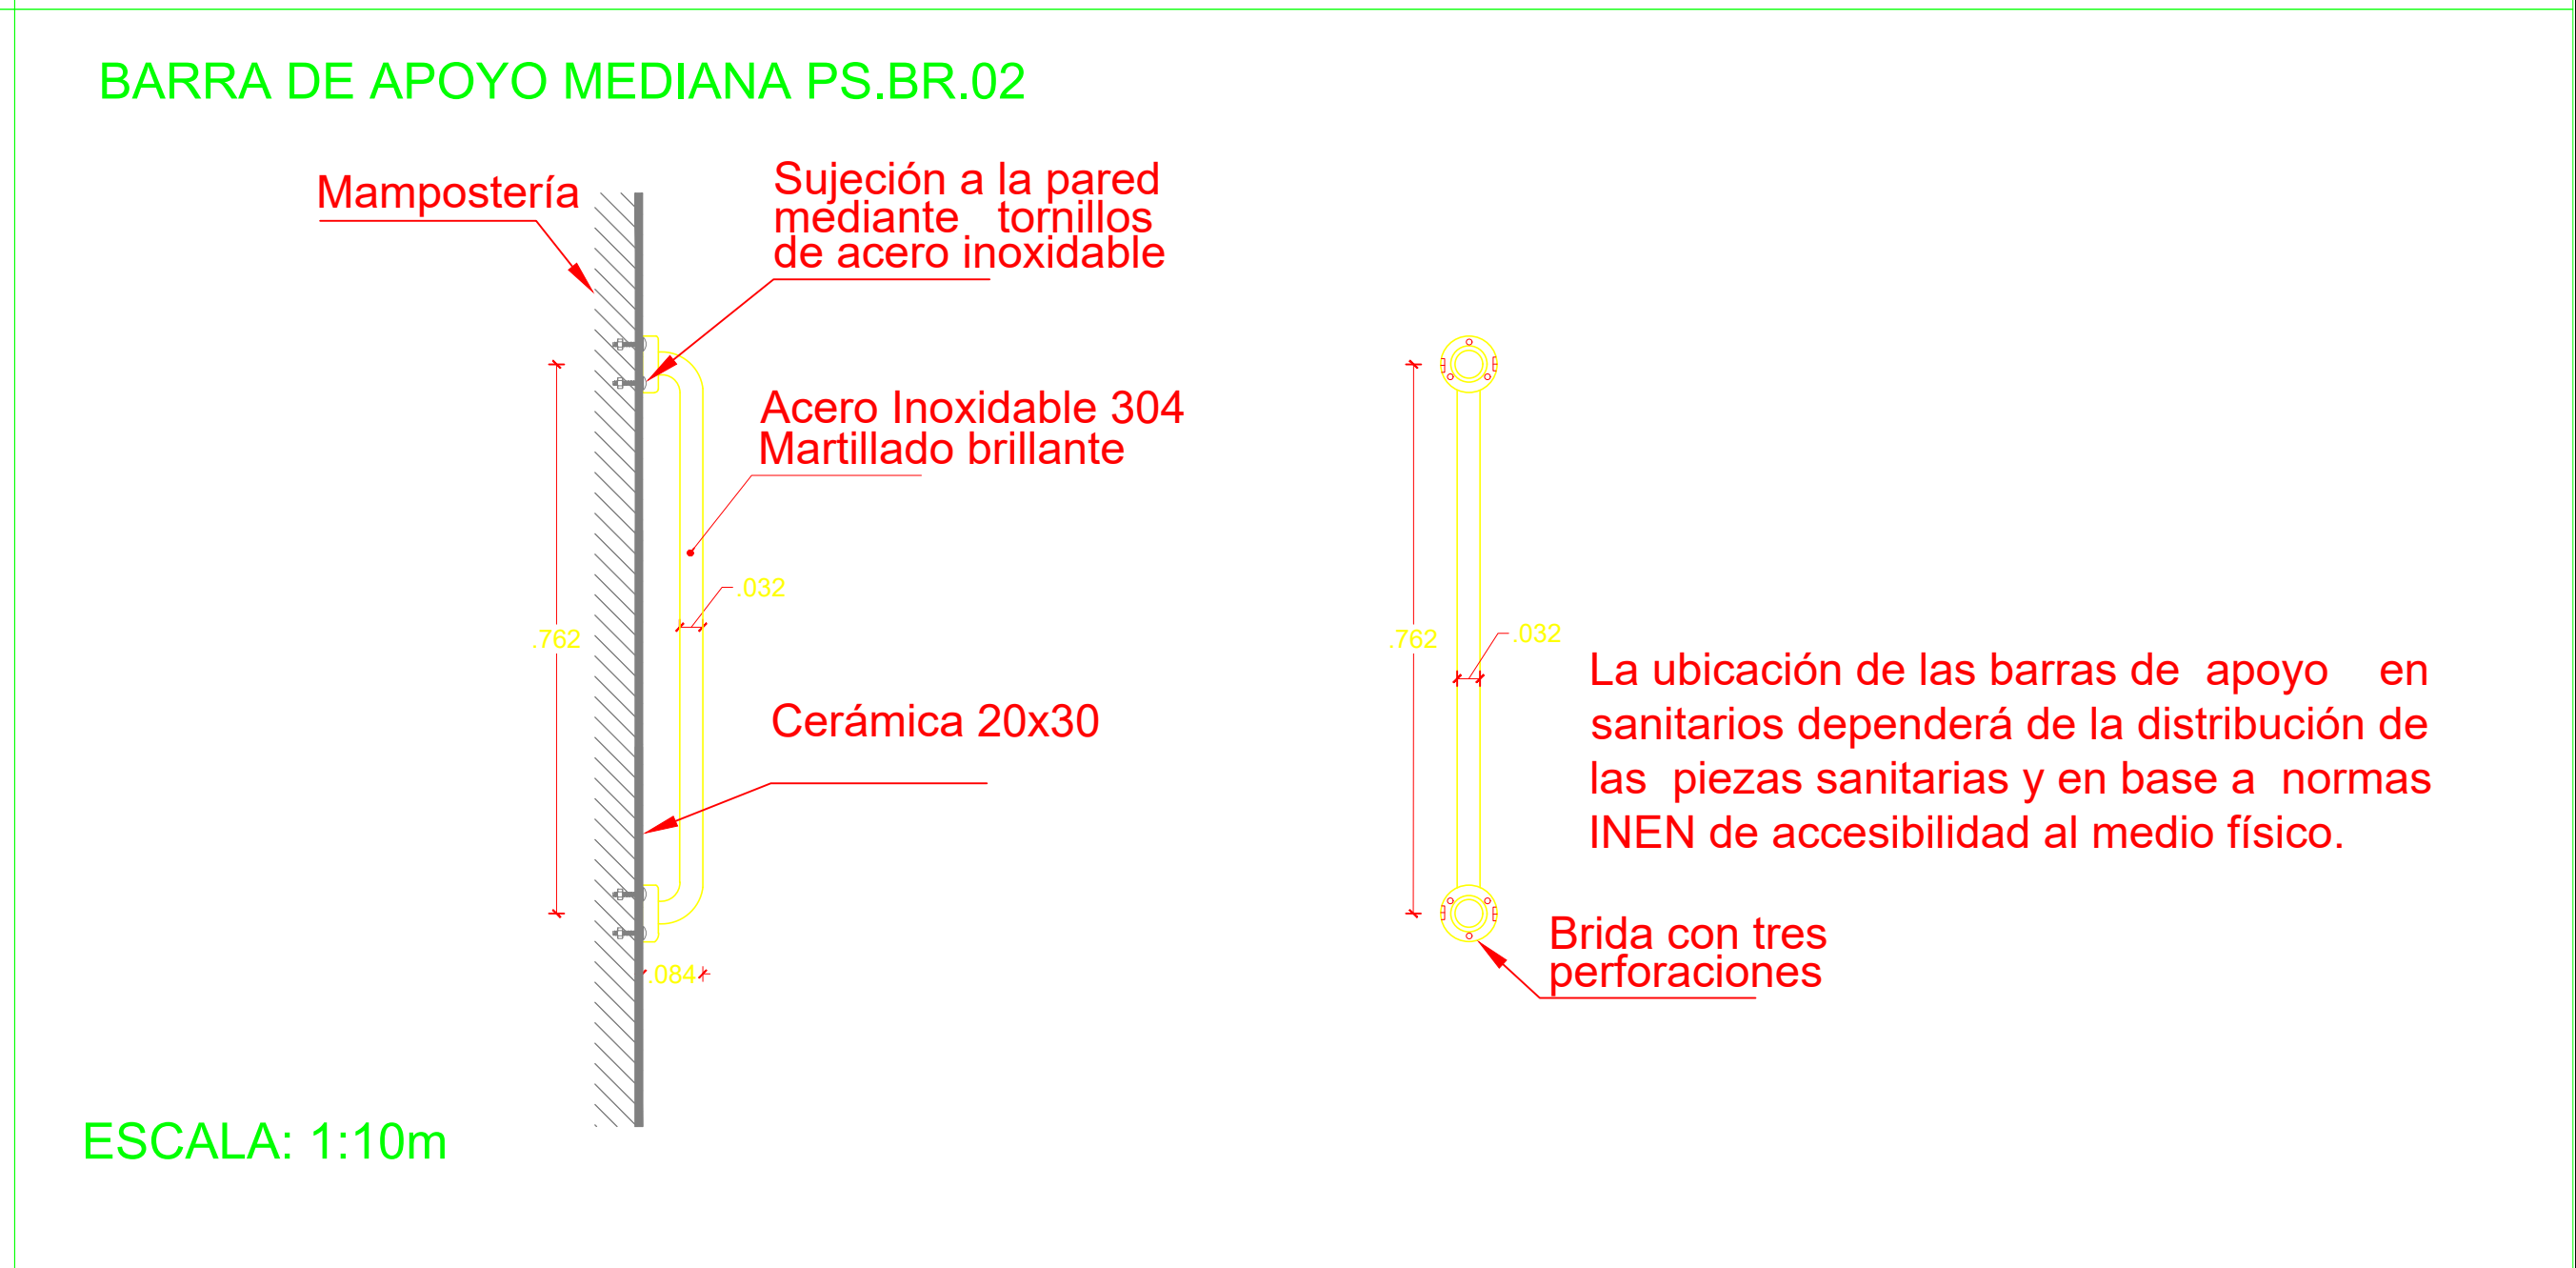 BARRA DE APOYO MEDIANA PS.BR.02
Mampostería
Sujeción a la pared
mediante tornillos
de acero inoxidable
Acero Inoxidable 304
Martillado brillante
.032
.762
Cerámica 20x30
.084
.762
.032
La ubicación de las barras de apoyo en
sanitarios dependerá de la distribución de
las piezas sanitarias y en base a normas
INEN de accesibilidad al medio físico.
Brida con tres
perforaciones
ESCALA: 1:10m